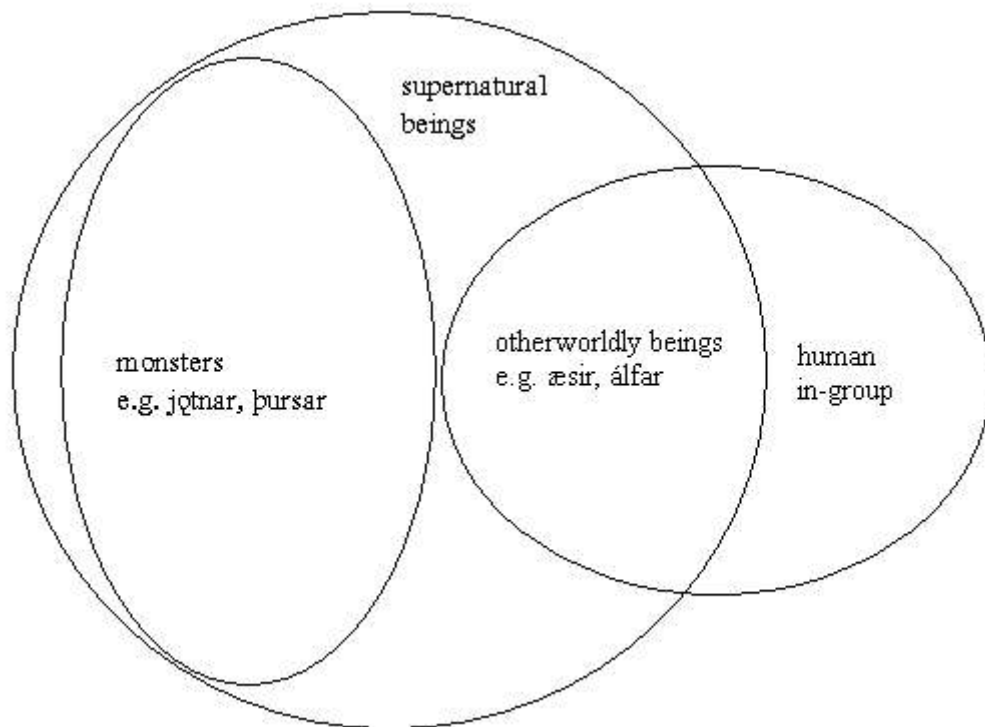 supernatural
beings
monsters
e.g. jǫtnar, þursar
otherworldly beings
e.g. æsir, álfar
human
in-group